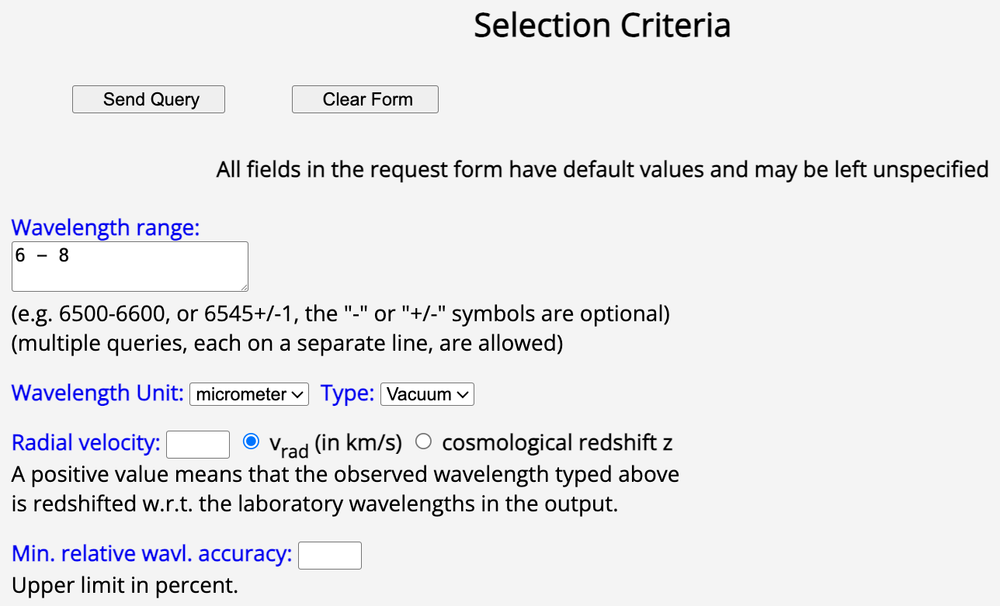 Selection Criteria
Send Query Clear Form
All fields in the request form have default values and may be left unspecified
Wavelength range:
6 - 8
(e.g. 6500-6600, or 6545+/-1, the "-" or "+/-" symbols are optional)
(multiple queries, each on a separate line, are allowed)
Wavelength Unit: micrometer Type: Vacuum
Radial velocity: vrad (in km/s) cosmological redshift z
A positive value means that the observed wavelength typed above
is redshifted w.r.t. the laboratory wavelengths in the output.
Min. relative wavl. accuracy:
Upper limit in percent.